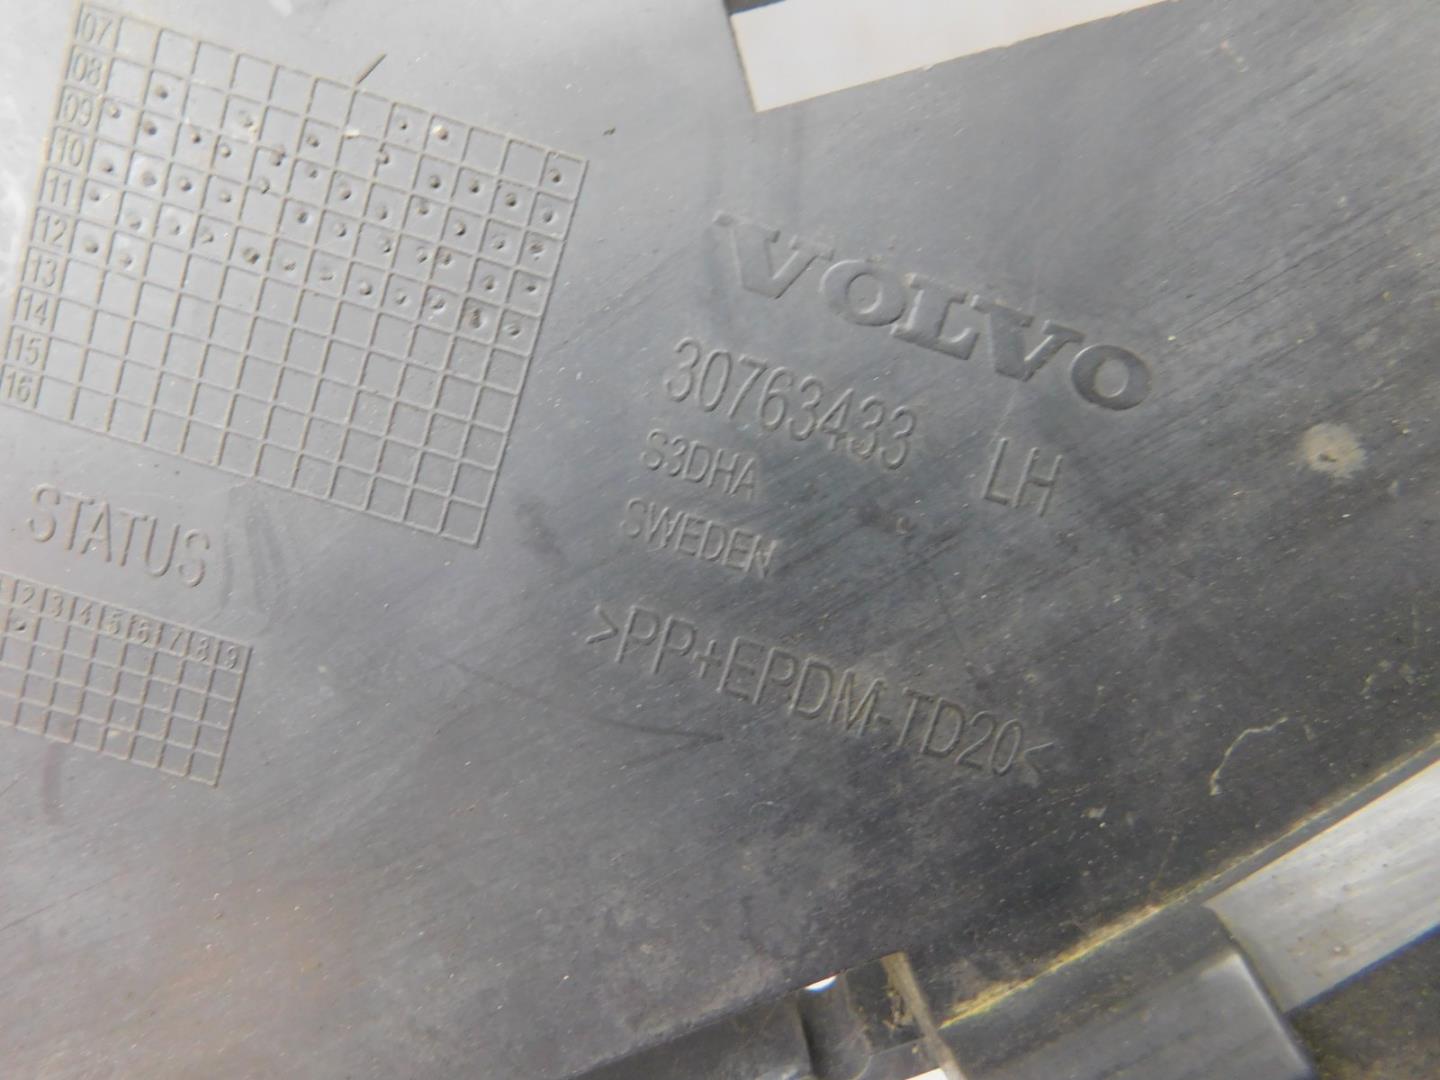 07
08
09
10
11
12
13
14
15
16
STATUS
2 3 4 5 6 7 8 9
VOLVO
30763433 LH
S3DHA
SWEDEN
>PP+EPDM-TD20<